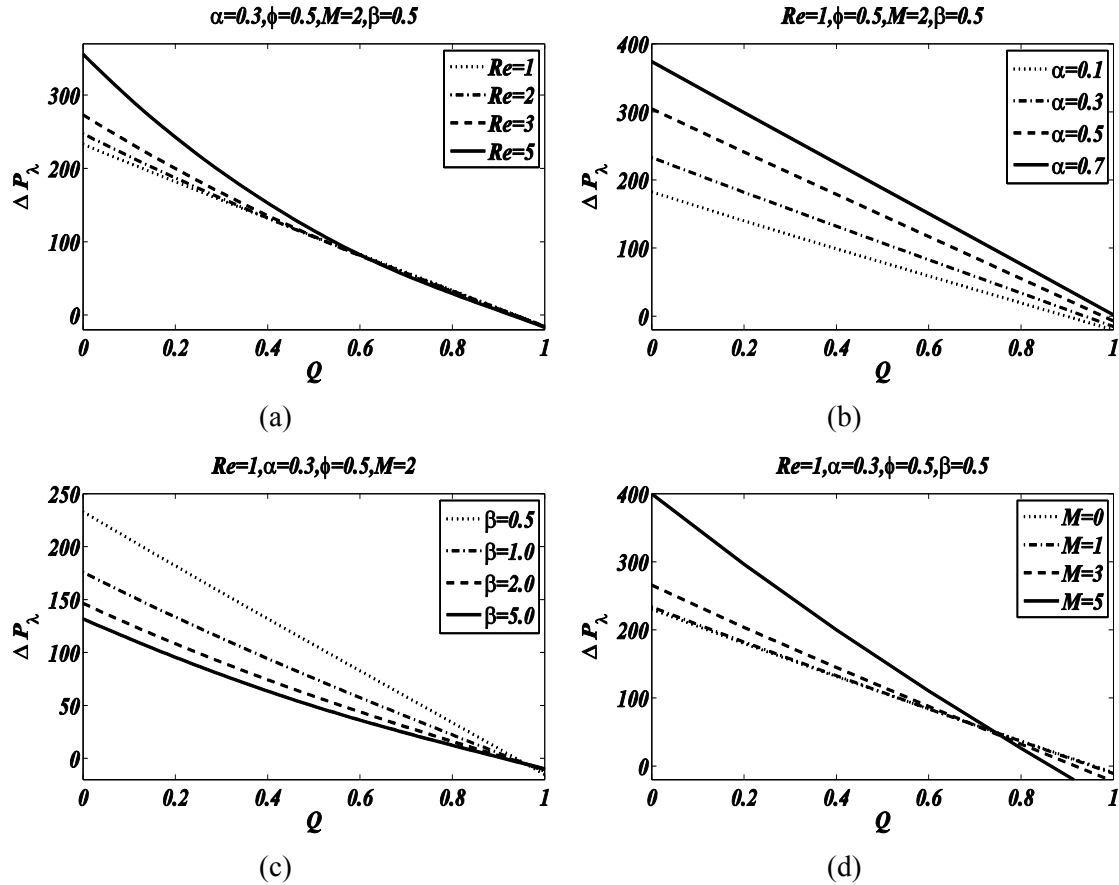 α=0.3,ϕ=0.5,M=2,β=0.5
Re=1
Re=2
Re=3
Re=5
300
200
100
0
Δ P_λ
0 0.2 0.4 0.6 0.8 1
Q
(a)
Re=1,ϕ=0.5,M=2,β=0.5
α=0.1
α=0.3
α=0.5
α=0.7
400
300
200
100
0
Δ P_λ
0 0.2 0.4 0.6 0.8 1
Q
(b)
Re=1,α=0.3,ϕ=0.5,M=2
β=0.5
β=1.0
β=2.0
β=5.0
250
200
150
100
50
0
Δ P_λ
0 0.2 0.4 0.6 0.8 1
Q
(c)
Re=1,α=0.3,ϕ=0.5,β=0.5
M=0
M=1
M=3
M=5
400
300
200
100
0
Δ P_λ
0 0.2 0.4 0.6 0.8 1
Q
(d)